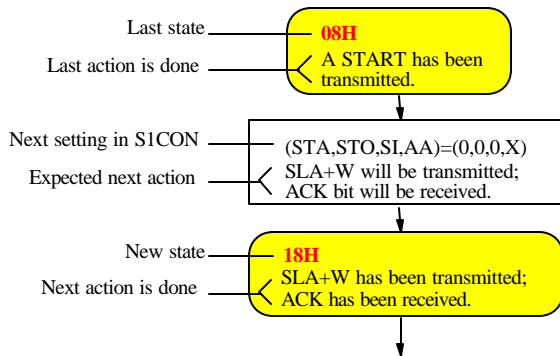 Last state
08H
Last action is done
A START has been
transmitted.
Next setting in S1CON
(STA,STO,SI,AA)=(0,0,0,X)
Expected next action
SLA+W will be transmitted;
ACK bit will be received.
New state
18H
Next action is done
SLA+W has been transmitted;
ACK has been received.